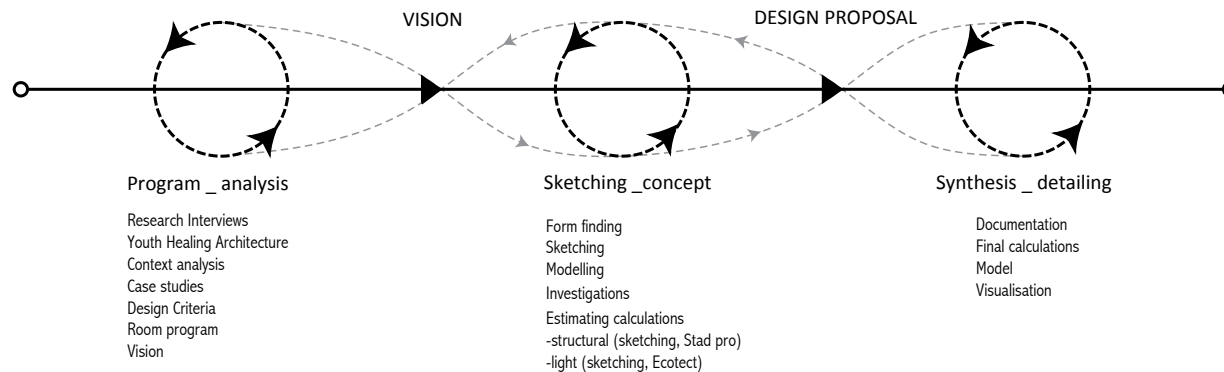 VISION
DESIGN PROPOSAL
Program _ analysis
Research Interviews
Youth Healing Architecture
Context analysis
Case studies
Design Criteria
Room program
Vision
Sketching _concept
Form finding
Sketching
Modelling
Investigations
Estimating calculations
-structural (sketching, Stad pro)
-light (sketching, Ecotect)
Synthesis _ detailing
Documentation
Final calculations
Model
Visualisation